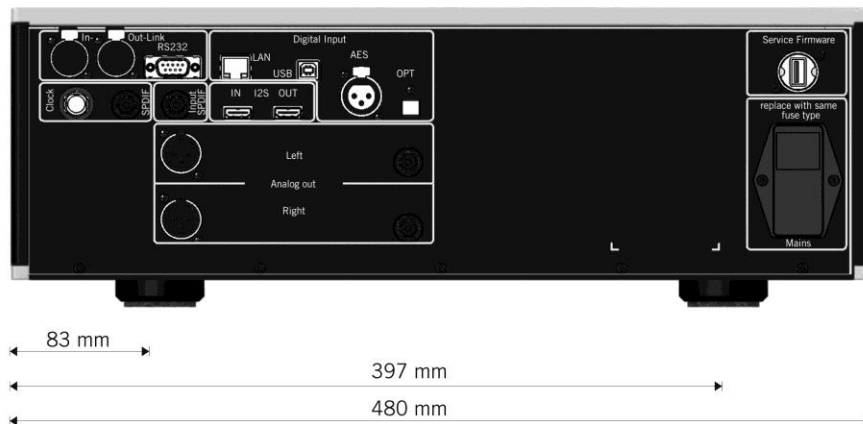 In- Out-Link
RS232
Digital Input
LAN
USB
AES
OPT
Service Firmware
Clock
SPDIF
Input
SPDIF
IN I2S OUT
replace with same
fuse type
Left
Analog out
Right
Mains
83 mm
397 mm
480 mm